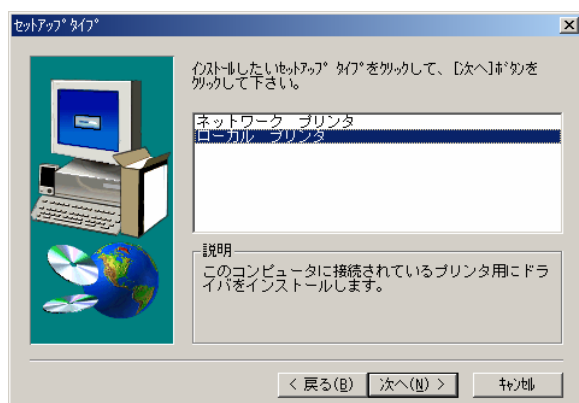 セットアップ タイプ
インストールしたいセットアップ タイプをクリックして、[次へ]ボタンを
クリックして下さい。
ネットワーク プリンタ
ローカル プリンタ
説明
このコンピュータに接続されているプリンタ用にドラ
イバをインストールします。
< 戻る(B)
次へ(N) >
キャンセル